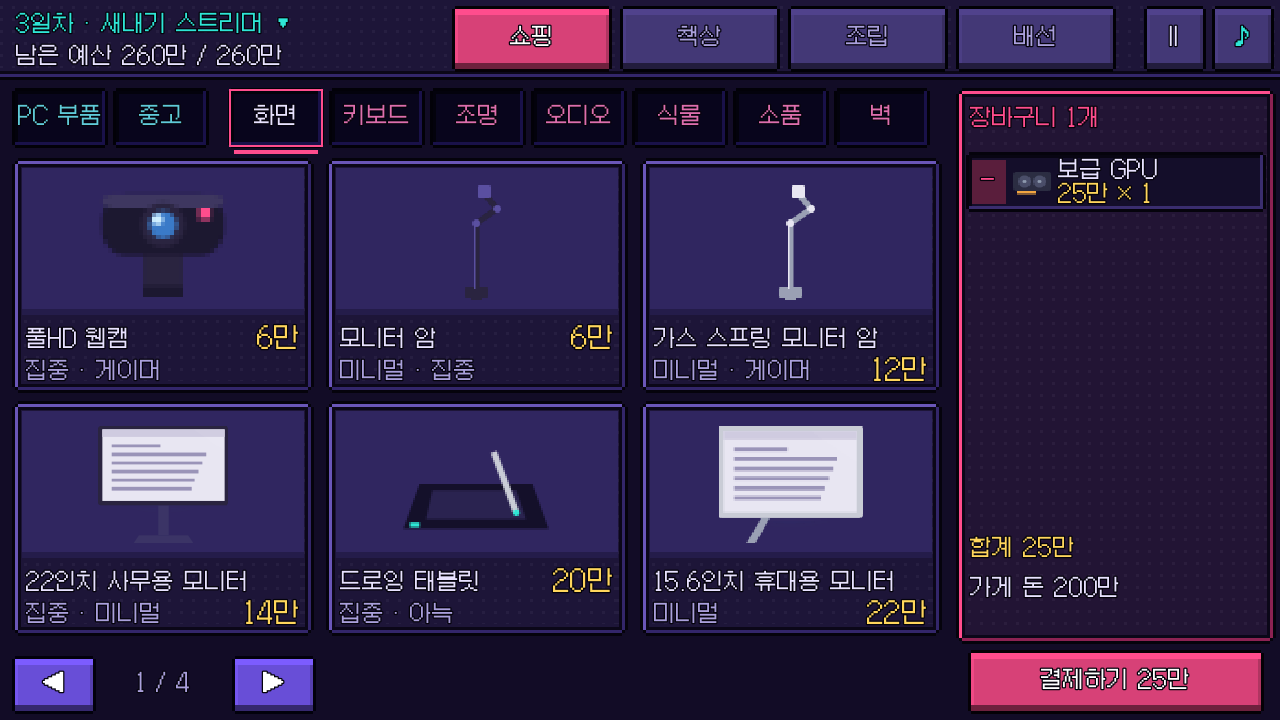 3일차 · 새내기 스트리머 ▼
남은 예산 260만 / 260만
쇼핑
책상
조립
배선
PC 부품
중고
화면
키보드
조명
오디오
식물
소품
벽
풀HD 웹캠 6만
집중 · 게이머
모니터 암 6만
미니멀 · 집중
가스 스프링 모니터 암
미니멀 · 게이머 12만
22인치 사무용 모니터
집중 · 미니멀 14만
드로잉 태블릿 20만
집중 · 아늑
15.6인치 휴대용 모니터
미니멀 22만
1 / 4
장바구니 1개
보급 GPU
25만 × 1
합계 25만
가게 돈 200만
결제하기 25만